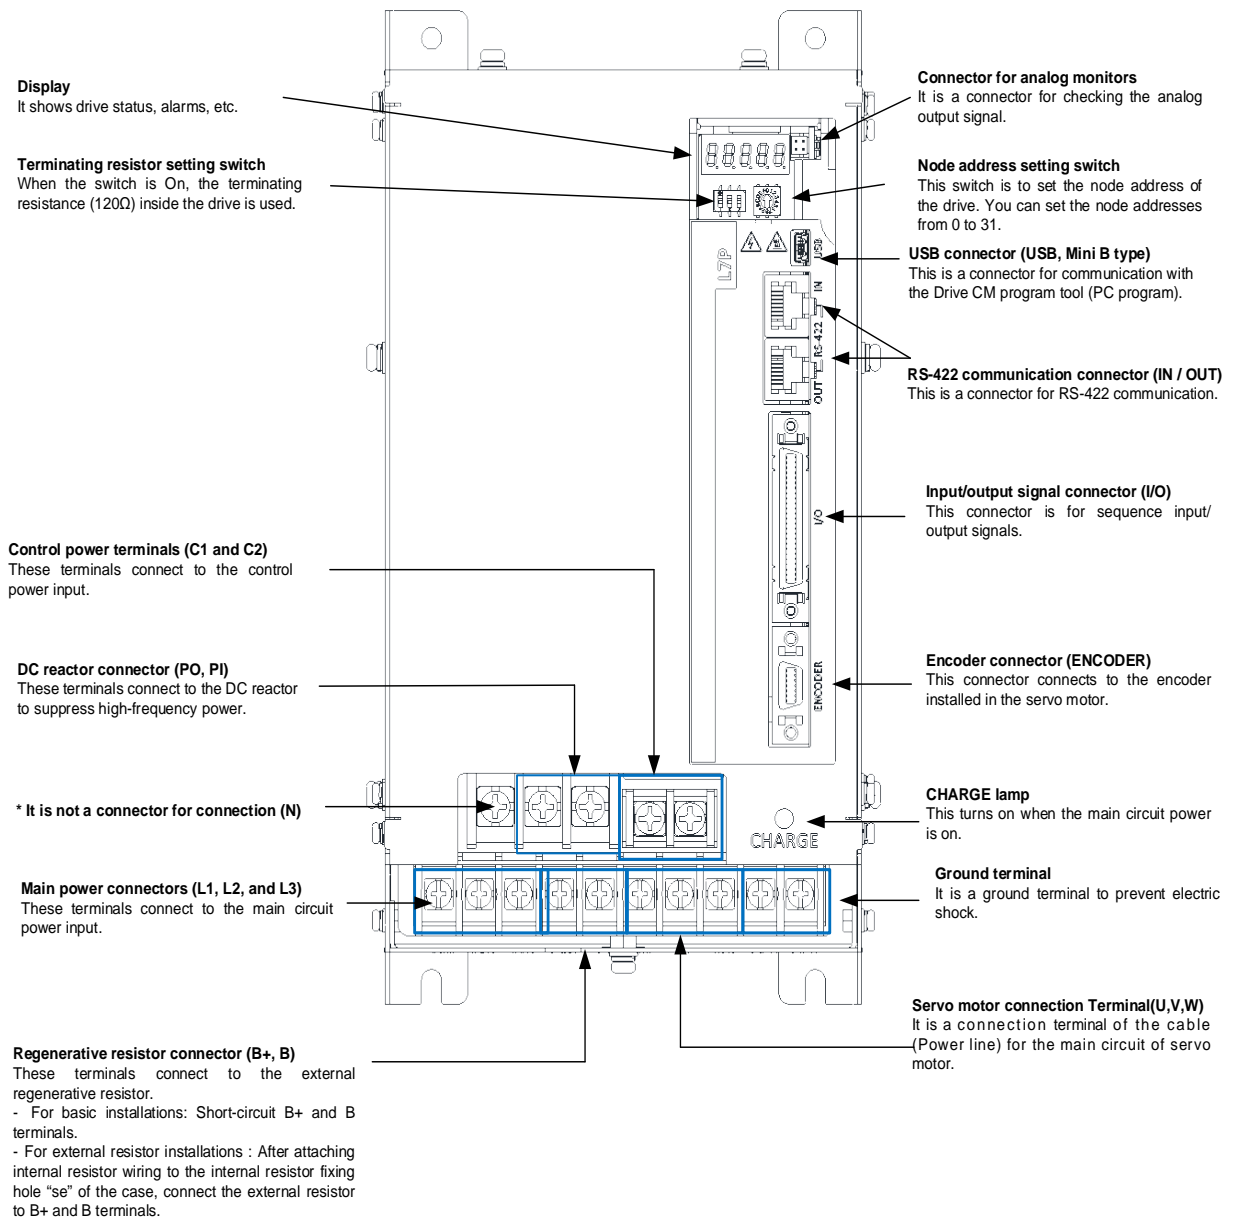 Display
It shows drive status, alarms, etc.
Terminating resistor setting switch
When the switch is On, the terminating
resistance (120Ω) inside the drive is used.
Control power terminals (C1 and C2)
These terminals connect to the control
power input.
DC reactor connector (PO, PI)
These terminals connect to the DC reactor
to suppress high-frequency power.
* It is not a connector for connection (N)
Main power connectors (L1, L2, and L3)
These terminals connect to the main circuit
power input.
Regenerative resistor connector (B+, B)
These terminals connect to the external
regenerative resistor.
- For basic installations: Short-circuit B+ and B
terminals.
- For external resistor installations : After attaching
internal resistor wiring to the internal resistor fixing
hole “se” of the case, connect the external resistor
to B+ and B terminals.
L7P
USB
IN
RS-422
OUT
I/O
ENCODER
CHARGE
Connector for analog monitors
It is a connector for checking the analog
output signal.
Node address setting switch
This switch is to set the node address of
the drive. You can set the node addresses
from 0 to 31.
USB connector (USB, Mini B type)
This is a connector for communication with
the Drive CM program tool (PC program).
RS-422 communication connector (IN / OUT)
This is a connector for RS-422 communication.
Input/output signal connector (I/O)
This connector is for sequence input/
output signals.
Encoder connector (ENCODER)
This connector connects to the encoder
installed in the servo motor.
CHARGE lamp
This turns on when the main circuit power
is on.
Ground terminal
It is a ground terminal to prevent electric
shock.
Servo motor connection Terminal(U,V,W)
It is a connection terminal of the cable
(Power line) for the main circuit of servo
motor.